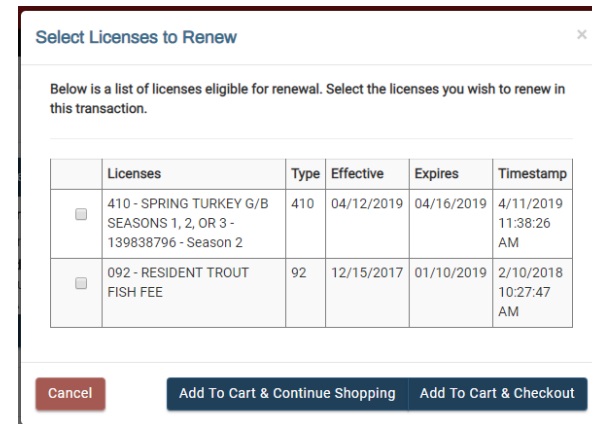 Select Licenses to Renew
×
Below is a list of licenses eligible for renewal. Select the licenses you wish to renew in
this transaction.
Licenses Type Effective Expires Timestamp
410 - SPRING TURKEY G/B 410 04/12/2019 04/16/2019 4/11/2019
SEASONS 1, 2, OR 3 - 11:38:26
139838796 - Season 2 AM
092 - RESIDENT TROUT 92 12/15/2017 01/10/2019 2/10/2018
FISH FEE 10:27:47
AM
Cancel Add To Cart & Continue Shopping Add To Cart & Checkout